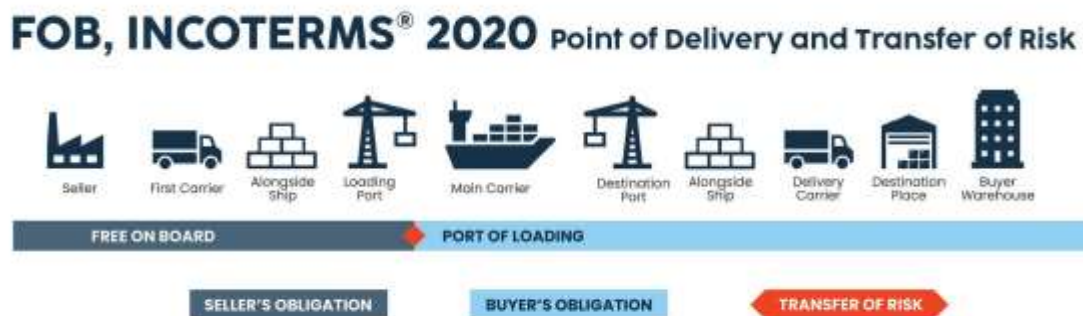 FOB, INCOTERMS® 2020 Point of Delivery and Transfer of Risk
Seller
First Carrier
Alongside
Ship
Loading
Port
Main Carrier
Destination
Port
Alongside
Ship
Delivery
Carrier
Destination
Place
Buyer
Warehouse
FREE ON BOARD
PORT OF LOADING
SELLER'S OBLIGATION
BUYER'S OBLIGATION
TRANSFER OF RISK